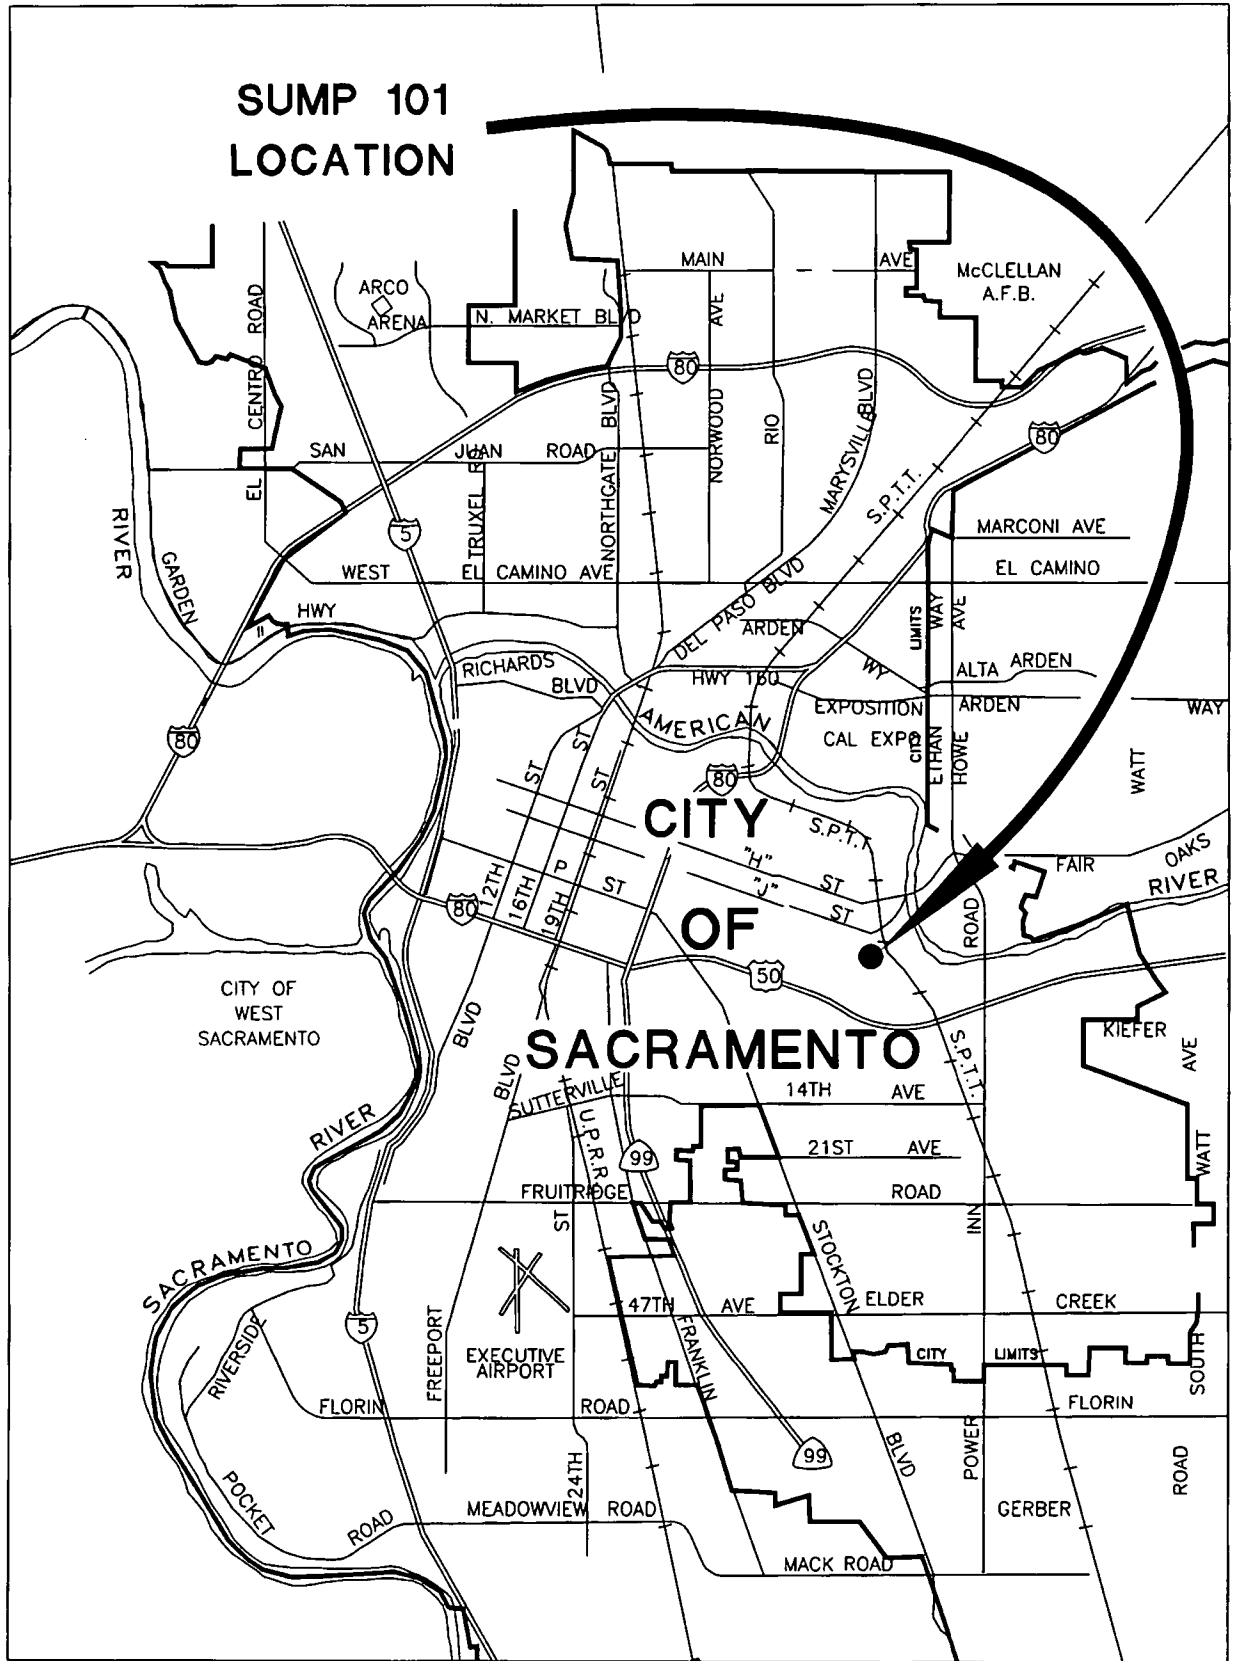 SUMP 101
LOCATION
MAIN AVE
McCLELLAN
A.F.B.
ARCO
ARENA
N. MARKET BLVD
EL CENTRO ROAD
NORWOOD AVE
RIO
MARYSVILLE BLVD
80
80
SAN JUAN ROAD
TRUXEL RD
NORTHGATE BLVD
S.P.T.T.
5
MARCONI AVE
RIVER
GARDEN
HWY
WEST EL CAMINO AVE
EL CAMINO
DEL PASO BLVD
ARDEN
WY
CITY LIMITS
ETHAN WAY
HOWE AVE
ALTA ARDEN
RICHARDS
BLVD
HWY 160
EXPOSITION
ARDEN WAY
CAL EXPO
AMERICAN
80
80
WATT
ST
ST
ST
CITY
S.P.T.T
"H" ST
"J" ST
FAIR OAKS
RIVER
P ST
12TH
16TH
19TH
80
OF
ROAD
50
CITY OF
WEST
SACRAMENTO
BLVD
BLVD
SACRAMENTO
KIEFER
AVE
S.P.T.T.
SUTTERVILLE
14TH AVE
U.P.R.R.
RIVER
99
21ST AVE
WATT
FRUITRIDGE ROAD
ST
INN
STOCKTON
SACRAMENTO
47TH AVE
ELDER CREEK
5
RIVERSIDE
FREEPORT
EXECUTIVE
AIRPORT
FRANKLIN
CITY LIMITS
SOUTH
FLORIN ROAD
FLORIN
99
BLVD
POWER
ROAD
24TH
POCKET
ROAD
MEADOWVIEW ROAD
GERBER
MACK ROAD